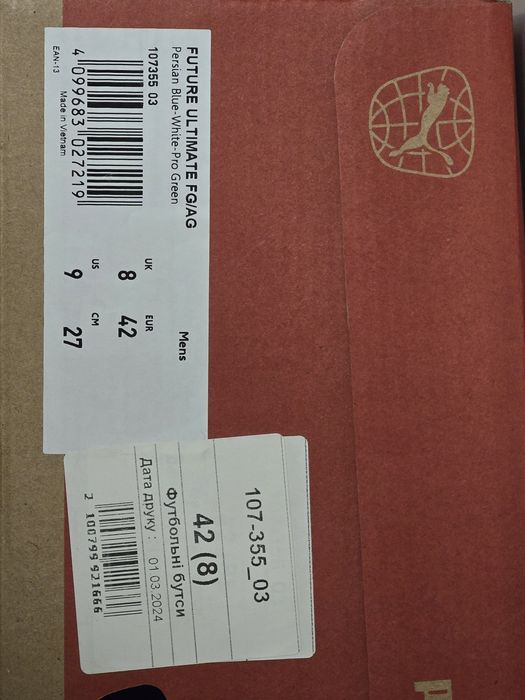 FUTURE ULTIMATE FG/AG
Persian Blue-White-Pro Green
107355 03
4 099683 027219
EAN-13
Made in Vietnam
Mens
UK
8
EUR
42
US
9
CM
27
107-355_03
42 (8)
Футбольні бутси
Дата друку : 01.03.2024
2 100799 921666
P